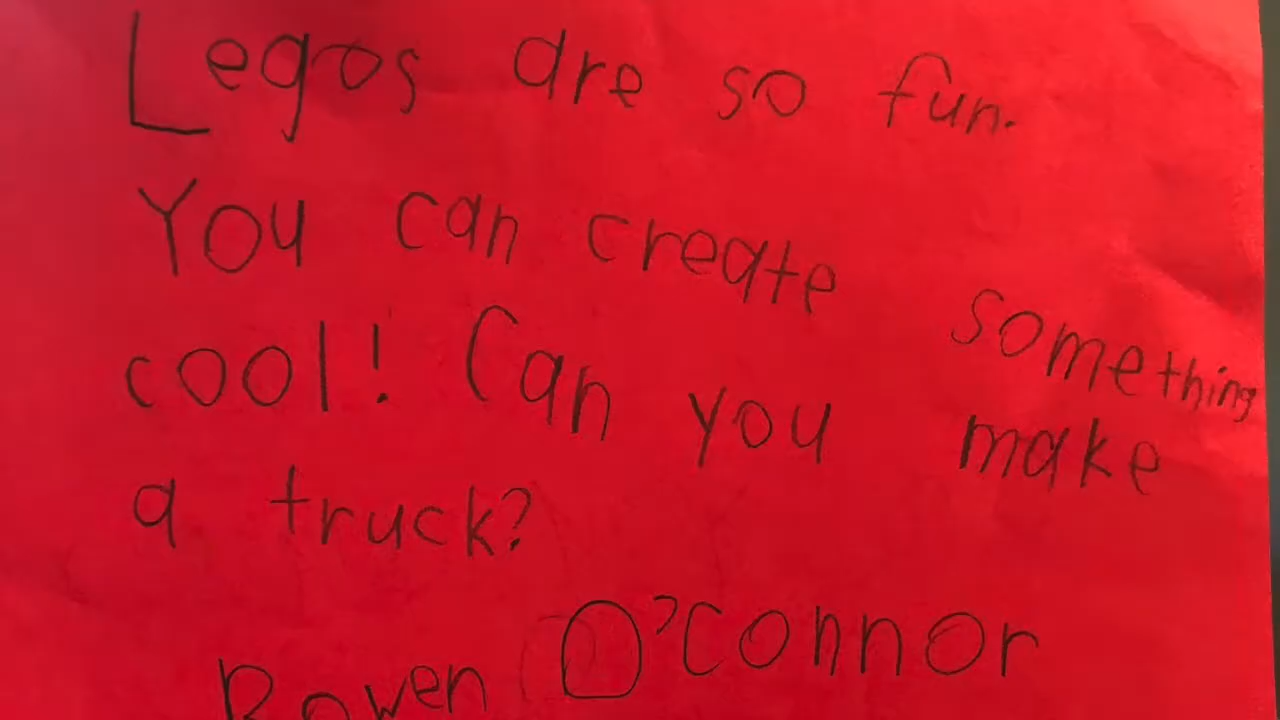 Legos are so fun.
You can create something
cool! Can you make
a truck?
Rowen O'Connor